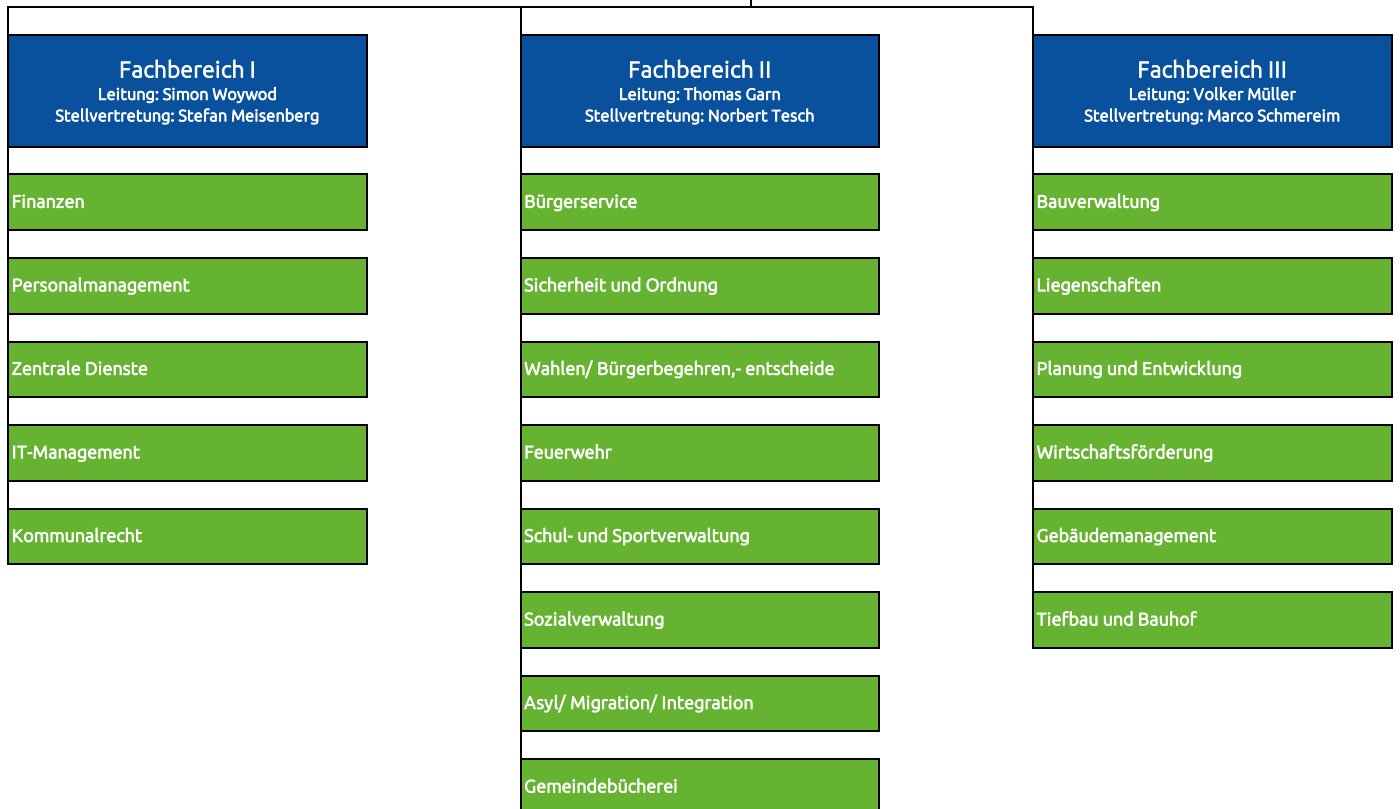 Fachbereich I
Leitung: Simon Woywod
Stellvertretung: Stefan Meisenberg
Finanzen
Personalmanagement
Zentrale Dienste
IT-Management
Kommunalrecht
Fachbereich II
Leitung: Thomas Garn
Stellvertretung: Norbert Tesch
Bürgerservice
Sicherheit und Ordnung
Wahlen/ Bürgerbegehren,- entscheide
Feuerwehr
Schul- und Sportverwaltung
Sozialverwaltung
Asyl/ Migration/ Integration
Gemeindebücherei
Fachbereich III
Leitung: Volker Müller
Stellvertretung: Marco Schmereim
Bauverwaltung
Liegenschaften
Planung und Entwicklung
Wirtschaftsförderung
Gebäudemanagement
Tiefbau und Bauhof